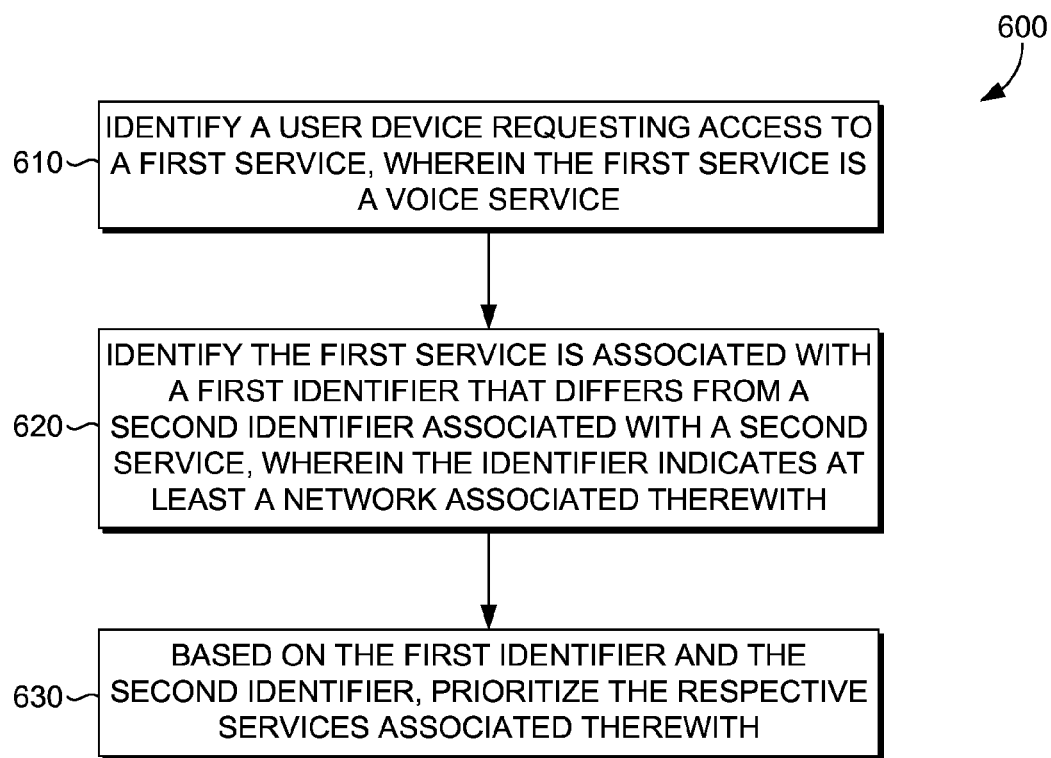 600
IDENTIFY A USER DEVICE REQUESTING ACCESS TO
610
A FIRST SERVICE, WHEREIN THE FIRST SERVICE IS
A VOICE SERVICE
IDENTIFY THE FIRST SERVICE IS ASSOCIATED WITH
A FIRST IDENTIFIER THAT DIFFERS FROM A
620
SECOND IDENTIFIER ASSOCIATED WITH A SECOND
SERVICE, WHEREIN THE IDENTIFIER INDICATES AT
LEAST A NETWORK ASSOCIATED THEREWITH
BASED ON THE FIRST IDENTIFIER AND THE
630
SECOND IDENTIFIER, PRIORITIZE THE RESPECTIVE
SERVICES ASSOCIATED THEREWITH